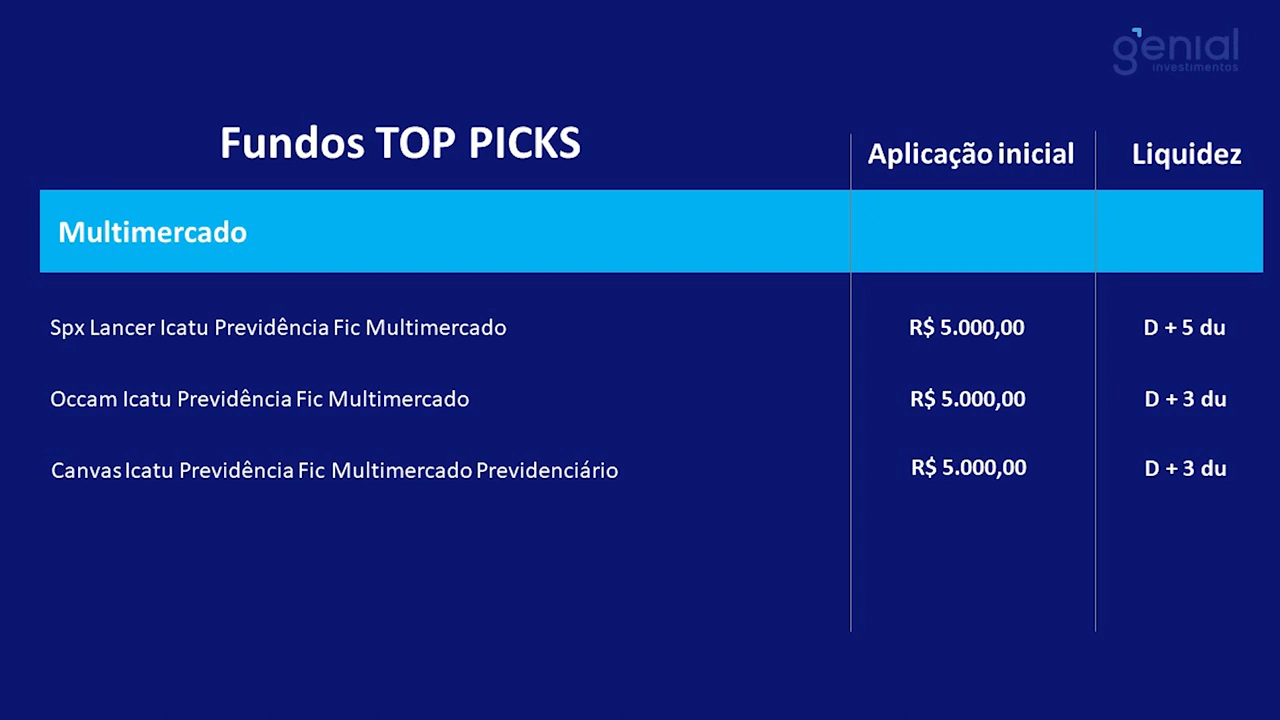 genial
investimentos
Fundos TOP PICKS
Aplicação inicial
Liquidez
Multimercado
Spx Lancer Icatu Previdência Fic Multimercado R$ 5.000,00 D + 5 du
Occam Icatu Previdência Fic Multimercado R$ 5.000,00 D + 3 du
Canvas Icatu Previdência Fic Multimercado Previdenciário R$ 5.000,00 D + 3 du